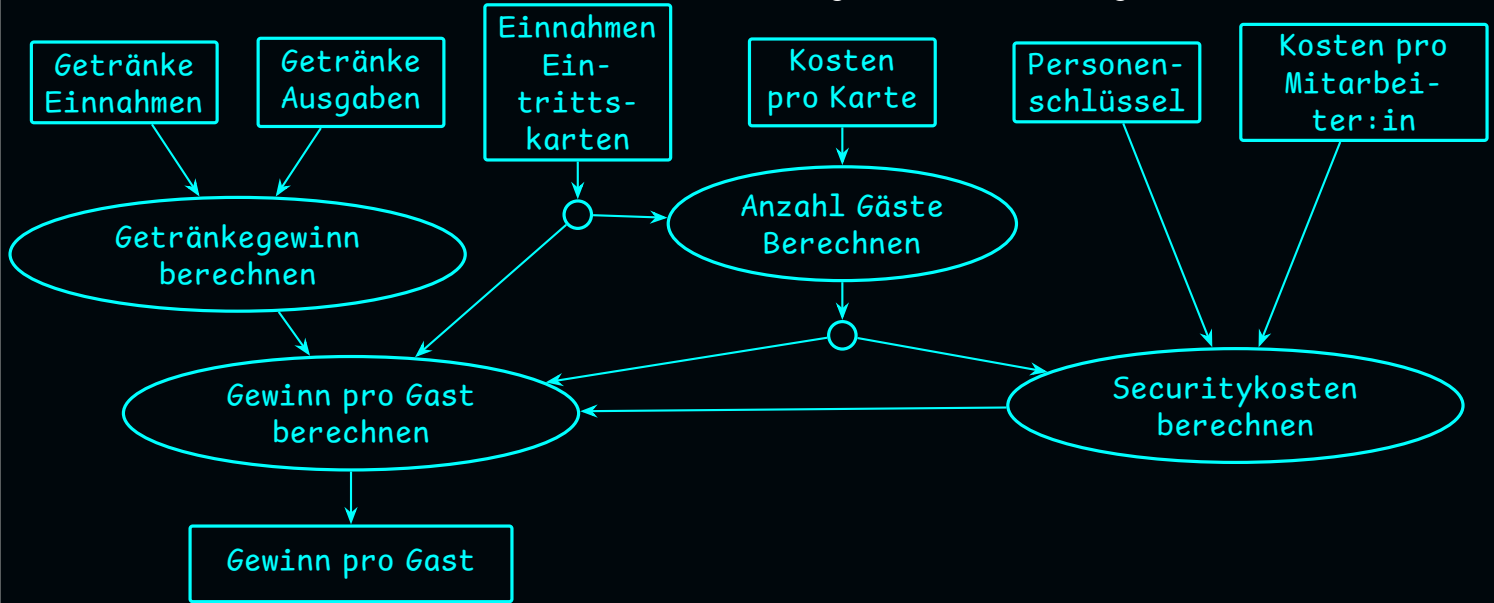 Getränke
Einnahmen
Getränke
Ausgaben
Einnahmen
Ein-
tritts-
karten
Kosten
pro Karte
Personen-
schlüssel
Kosten pro
Mitarbei-
ter:in
Getränkegewinn
berechnen
Anzahl Gäste
Berechnen
Gewinn pro Gast
berechnen
Securitykosten
berechnen
Gewinn pro Gast